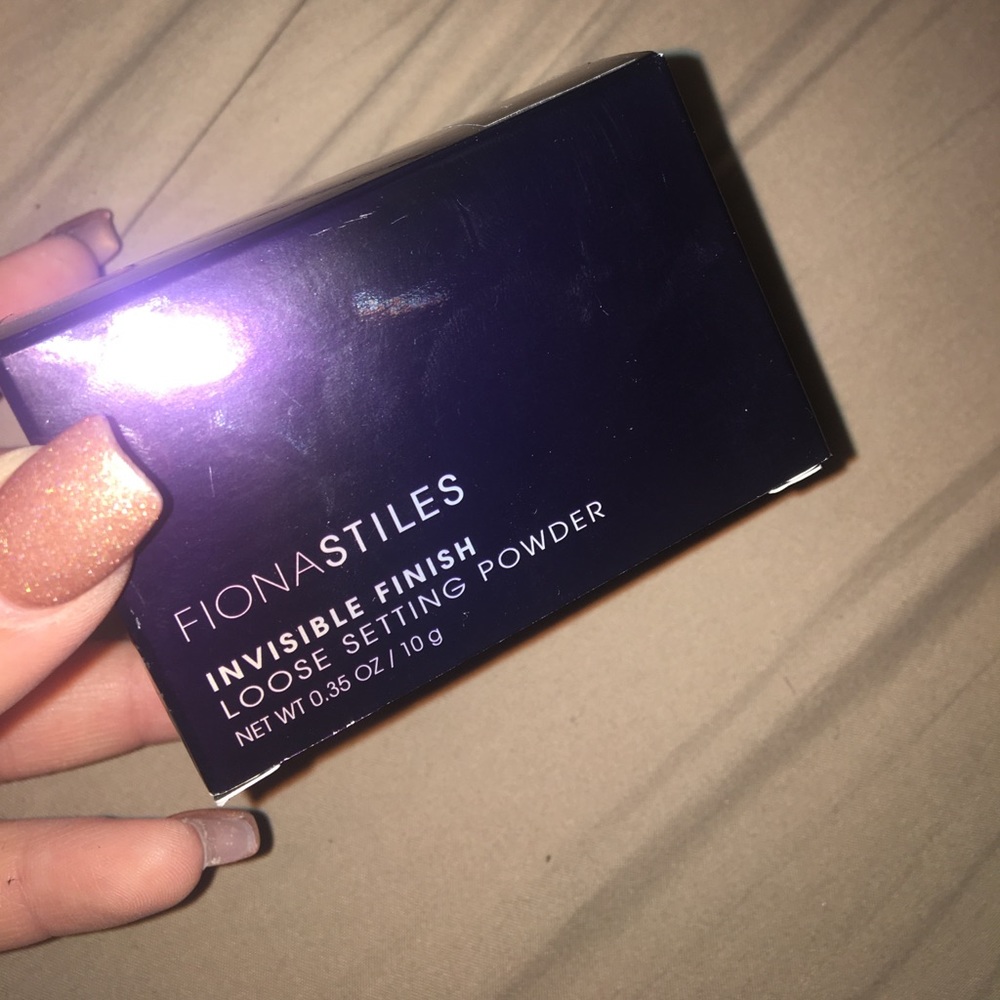 FIONASTILES
INVISIBLE FINISH
LOOSE SETTING POWDER
NET WT 0.35 OZ / 10 g